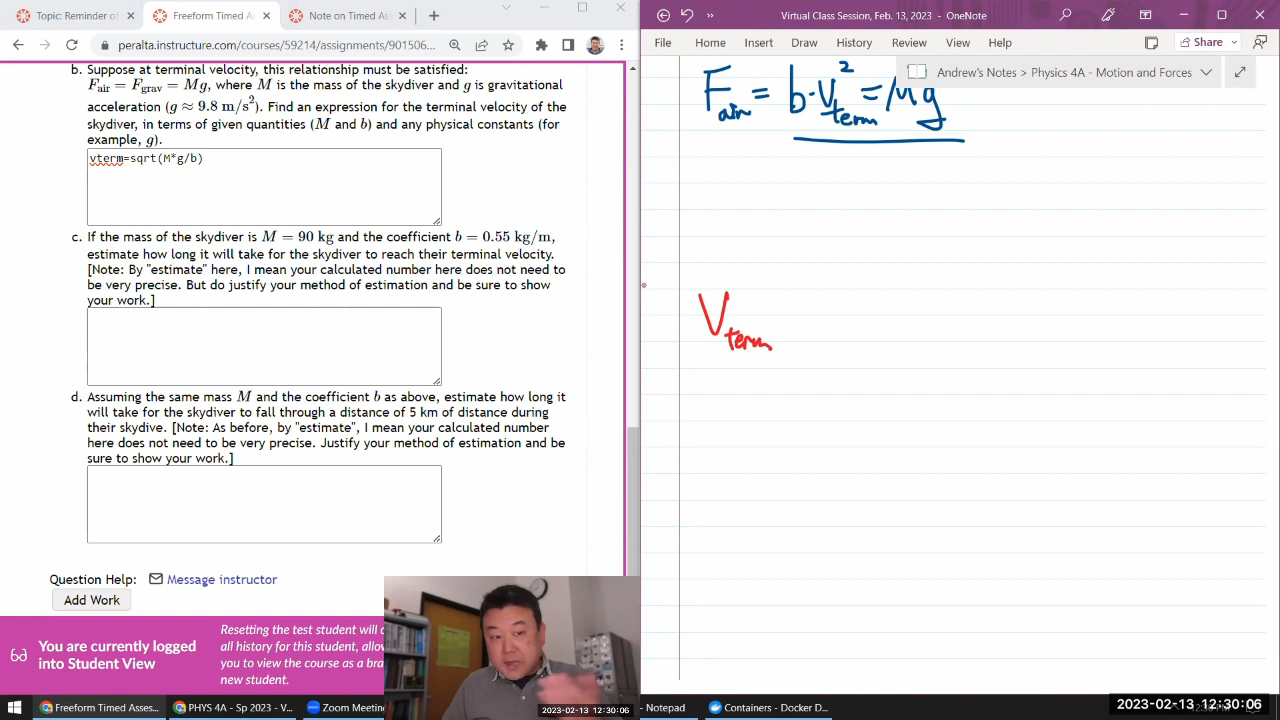 Topic: Reminder of
Freeform Timed A
Note on Timed Ass
peralta.instructure.com/courses/59214/assignments/901506...
b. Suppose at terminal velocity, this relationship must be satisfied:
F_air = F_grav = Mg, where M is the mass of the skydiver and g is gravitational
acceleration (g ≈ 9.8 m/s²). Find an expression for the terminal velocity of the
skydiver, in terms of given quantities (M and b) and any physical constants (for
example, g).
vterm=sqrt(M*g/b)
c. If the mass of the skydiver is M = 90 kg and the coefficient b = 0.55 kg/m,
estimate how long it will take for the skydiver to reach their terminal velocity.
[Note: By "estimate" here, I mean your calculated number here does not need to
be very precise. But do justify your method of estimation and be sure to show
your work.]
d. Assuming the same mass M and the coefficient b as above, estimate how long it
will take for the skydiver to fall through a distance of 5 km of distance during
their skydive. [Note: As before, by "estimate", I mean your calculated number
here does not need to be very precise. Justify your method of estimation and be
sure to show your work.]
Question Help: Message instructor
Add Work
You are currently logged
into Student View
Resetting the test student will c
all history for this student, allow
you to view the course as a bra
new student.
Virtual Class Session, Feb. 13, 2023 - OneNote
File Home Insert Draw History Review View Help Share
Andrew's Notes > Physics 4A - Motion and Forces
F_air = b·v_term² = Mg
V_term
2023-02-13 12:30:06
Freeform Timed Asses...
PHYS 4A - Sp 2023 - V...
Zoom Meeting
- Notepad
Containers - Docker D...
2023-02-13 12:30:06